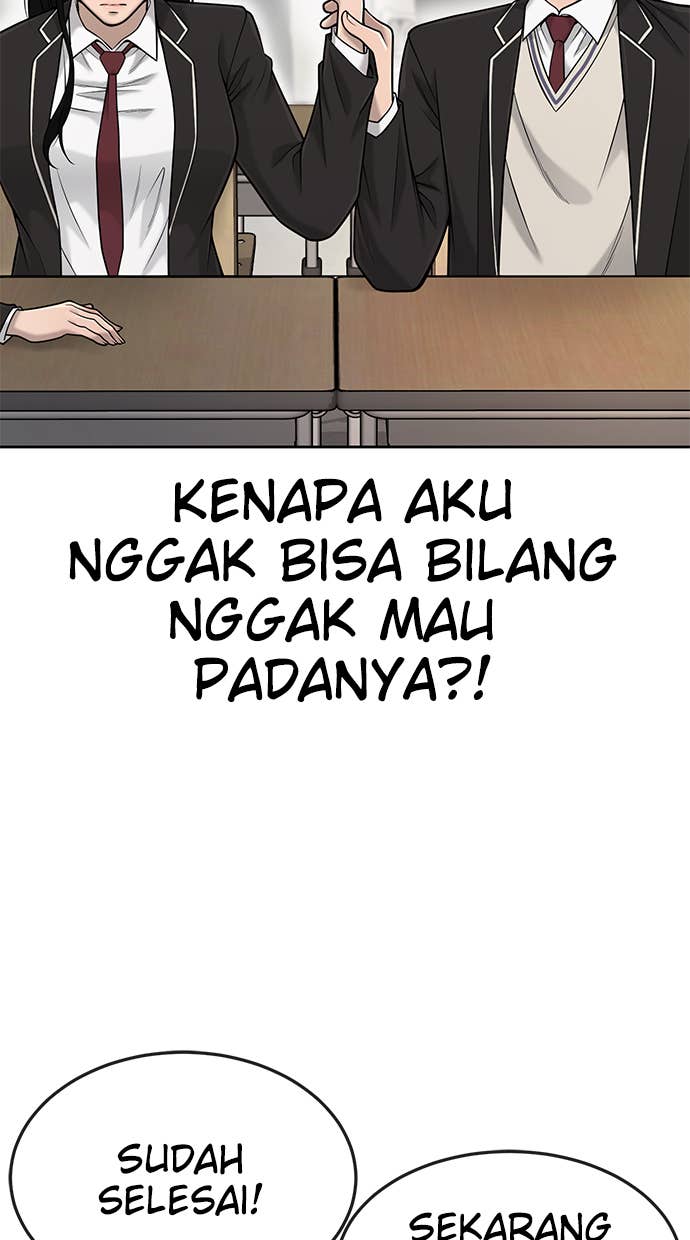 KENAPA AKU
NGGAK BISA BILANG
NGGAK MAU
PADANYA?!
SUDAH
SELESAI!
SEKARANG